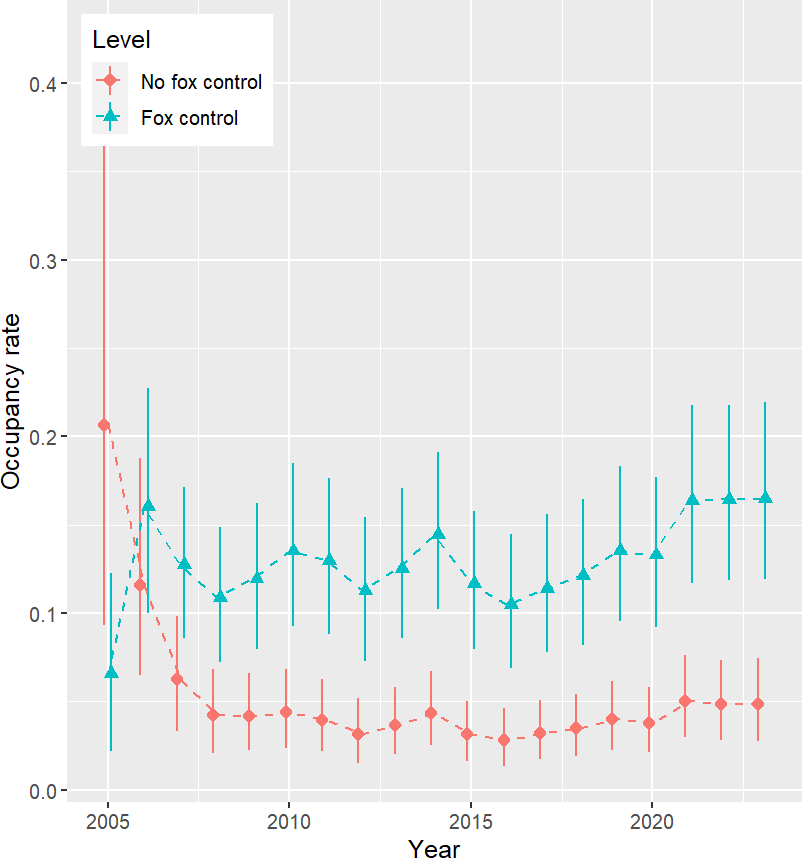 Level
No fox control
Fox control
0.4
0.3
0.2
0.1
0.0
Occupancy rate
2005 2010 2015 2020
Year